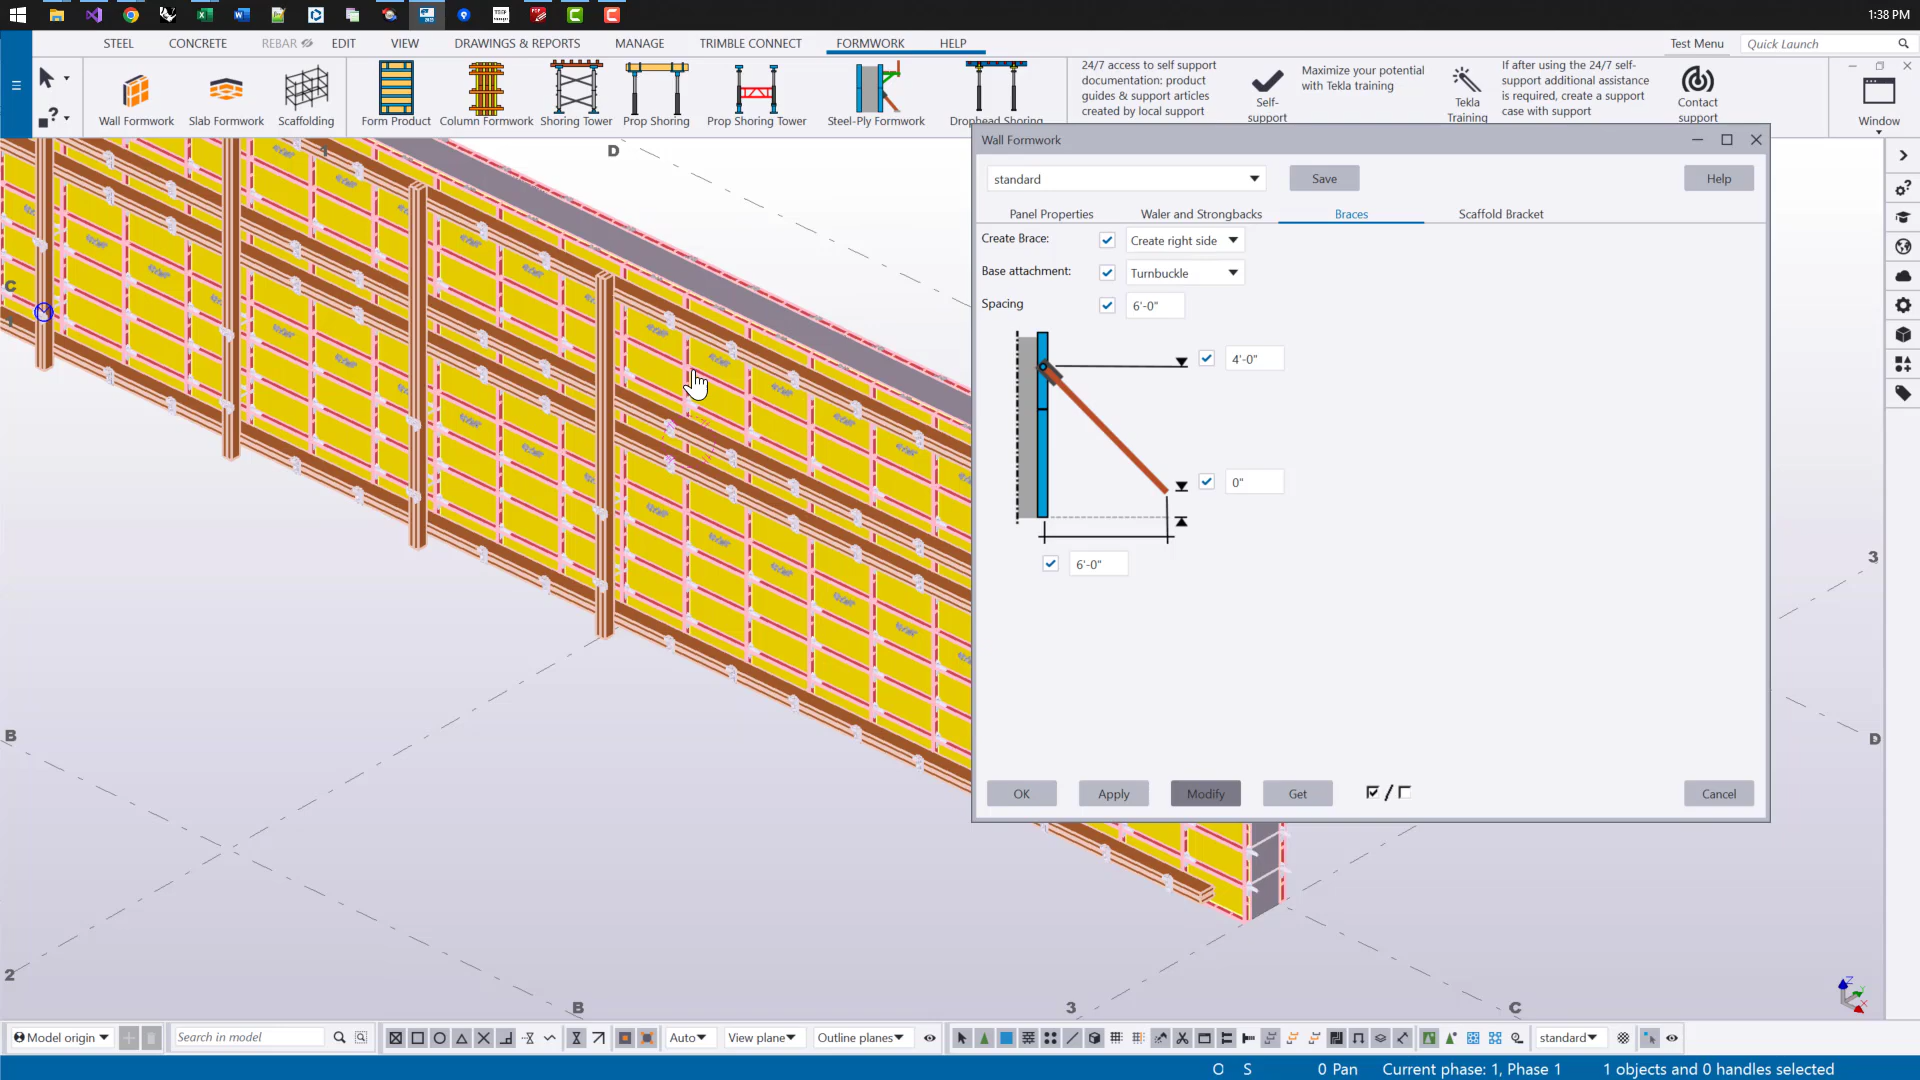 1:38 PM
STEEL CONCRETE REBAR EDIT VIEW DRAWINGS & REPORTS MANAGE TRIMBLE CONNECT FORMWORK HELP Test Menu Quick Launch
24/7 access to self support
documentation: product
guides & support articles
created by local support
Self-
support
Maximize your potential
with Tekla training
Tekla
Training
If after using the 24/7 self-
support additional assistance
is required, create a support
case with support
Contact
support
Window
Wall Formwork Slab Formwork Scaffolding Form Product Column Formwork Shoring Tower Prop Shoring Prop Shoring Tower Steel-Ply Formwork Drophead Shoring
Wall Formwork
standard Save Help
Panel Properties Waler and Strongbacks Braces Scaffold Bracket
Create Brace: Create right side
Base attachment: Turnbuckle
Spacing 6'-0"
4'-0"
0"
6'-0"
OK Apply Modify Get / Cancel
1
D
C
1
B
2
B
3
C
3
D
Z
Model origin Search in model Auto View plane Outline planes standard
O S 0 Pan Current phase: 1, Phase 1 1 objects and 0 handles selected